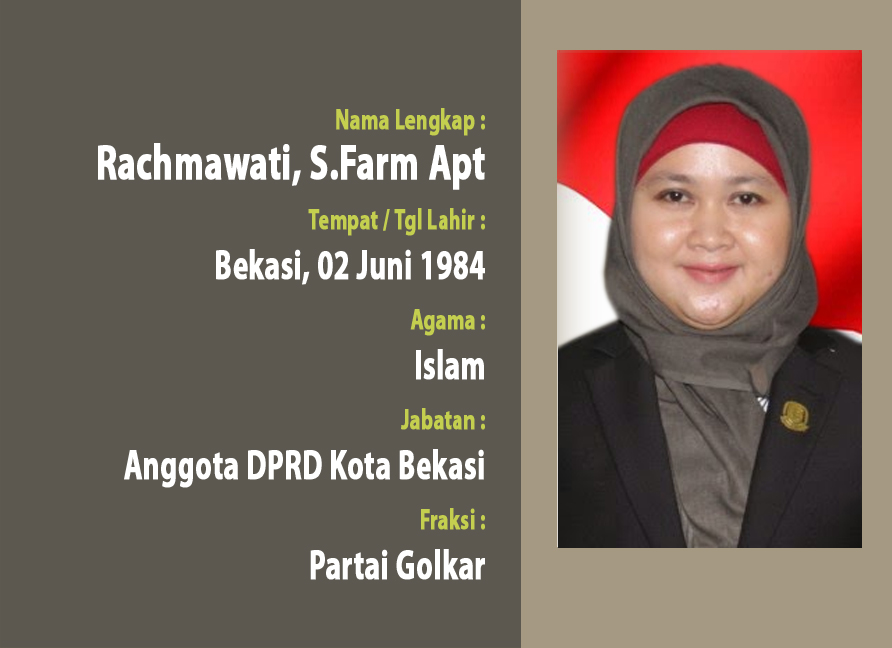 Nama Lengkap :
Rachmawati, S.Farm Apt
Tempat / Tgl Lahir :
Bekasi, 02 Juni 1984
Agama :
Islam
Jabatan :
Anggota DPRD Kota Bekasi
Fraksi :
Partai Golkar